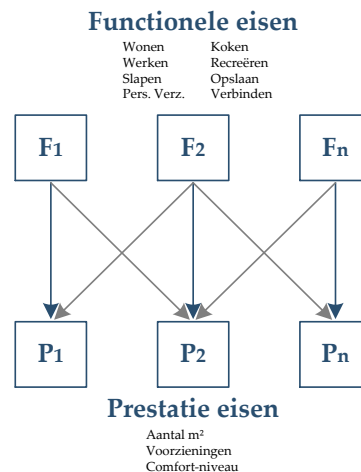 Functionele eisen
Wonen Koken
Werken Recreëren
Slapen Opslaan
Pers. Verz. Verbinden
F1 F2 Fn
P1 P2 Pn
Prestatie eisen
Aantal m²
Voorzieningen
Comfort-niveau